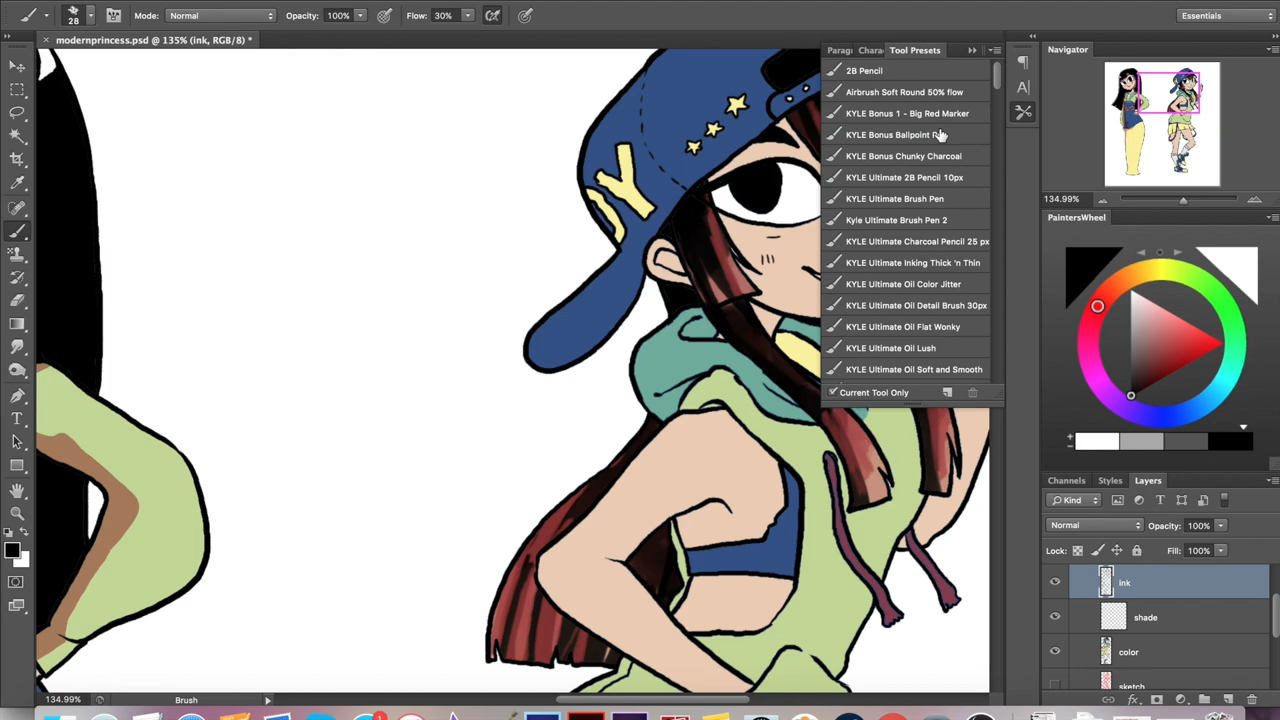 28 Mode: Normal Opacity: 100% Flow: 30% Essentials
× modernprincess.psd @ 135% (ink, RGB/8) *
Paragi Charac Tool Presets
Navigator
2B Pencil
Airbrush Soft Round 50% flow
KYLE Bonus 1 - Big Red Marker
KYLE Bonus Ballpoint
KYLE Bonus Chunky Charcoal
KYLE Ultimate 2B Pencil 10px
KYLE Ultimate Brush Pen
Kyle Ultimate Brush Pen 2
KYLE Ultimate Charcoal Pencil 25 px
KYLE Ultimate Inking Thick 'n Thin
KYLE Ultimate Oil Color Jitter
KYLE Ultimate Oil Detail Brush 30px
KYLE Ultimate Oil Flat Wonky
KYLE Ultimate Oil Lush
KYLE Ultimate Oil Soft and Smooth
Current Tool Only
134.99%
PaintersWheel
Channels Styles Layers
Kind
Normal Opacity: 100%
Lock: Fill: 100%
ink
shade
color
sketch
134.99% Brush
OY